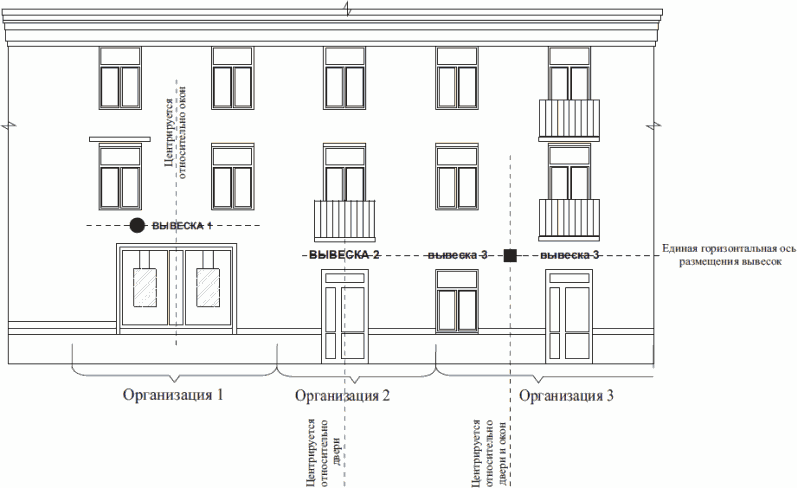 Центрируется
относительно окон
ВЫВЕСКА 1
ВЫВЕСКА 2
вывеска 3
вывеска 3
Единая горизонтальная ось
размещения вывесок
Организация 1
Организация 2
Организация 3
Центрируется
относительно
двери
Центрируется
относительно
двери и окон